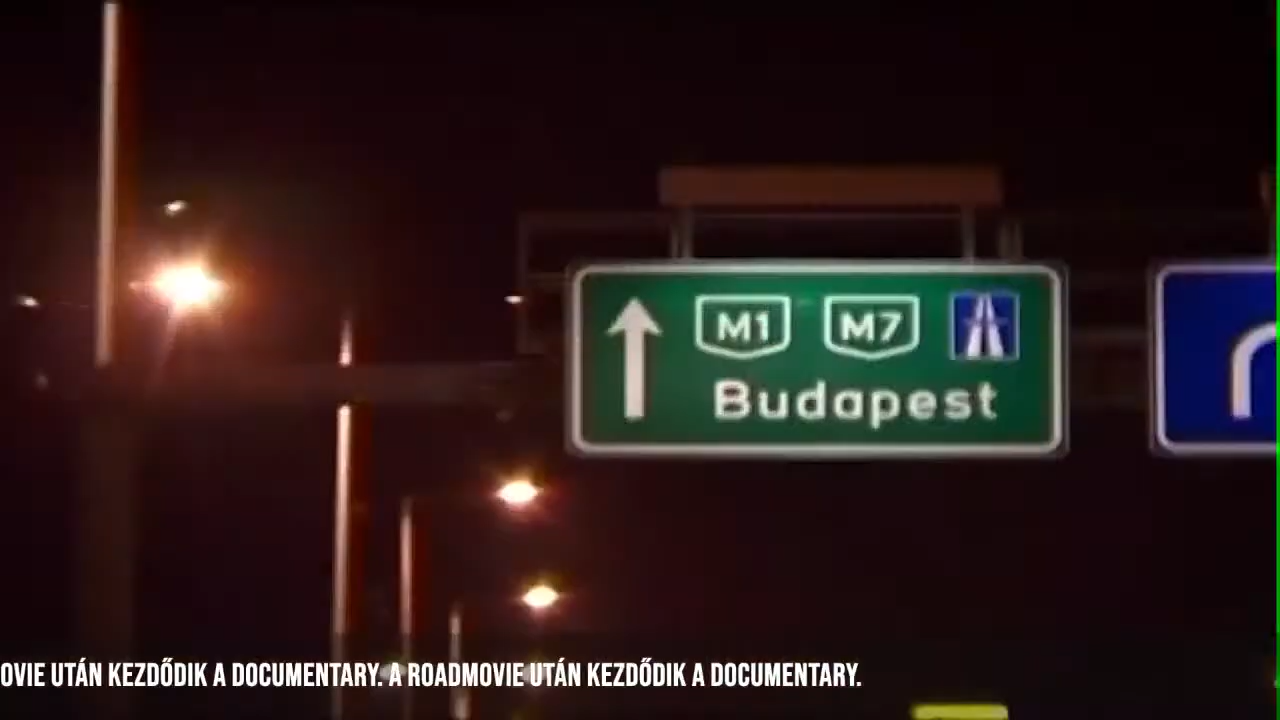 M1 M7
Budapest
OVIE UTÁN KEZDŐDIK A DOCUMENTARY. A ROADMOVIE UTÁN KEZDŐDIK A DOCUMENTARY.